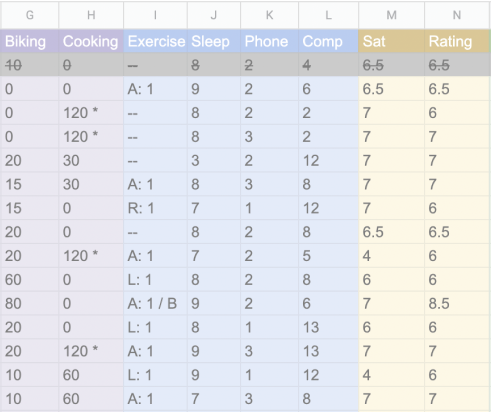 G H I J K L M N
Biking Cooking Exercise Sleep Phone Comp Sat Rating
10 0 -- 8 2 4 6.5 6.5
0 0 A: 1 9 2 6 6.5 6.5
0 120 * -- 8 2 2 7 6
0 120 * -- 8 3 2 7 7
20 30 -- 3 2 12 7 7
15 30 A: 1 8 3 8 7 7
15 0 R: 1 7 1 12 7 6
20 0 -- 8 2 8 6.5 6.5
20 120 * A: 1 7 2 5 4 6
60 0 L: 1 8 2 8 6 6
80 0 A: 1 / B 9 2 6 7 8.5
20 0 L: 1 8 1 13 6 6
20 120 * A: 1 9 3 13 7 7
10 60 L: 1 9 1 12 4 6
10 60 A: 1 7 3 8 7 7